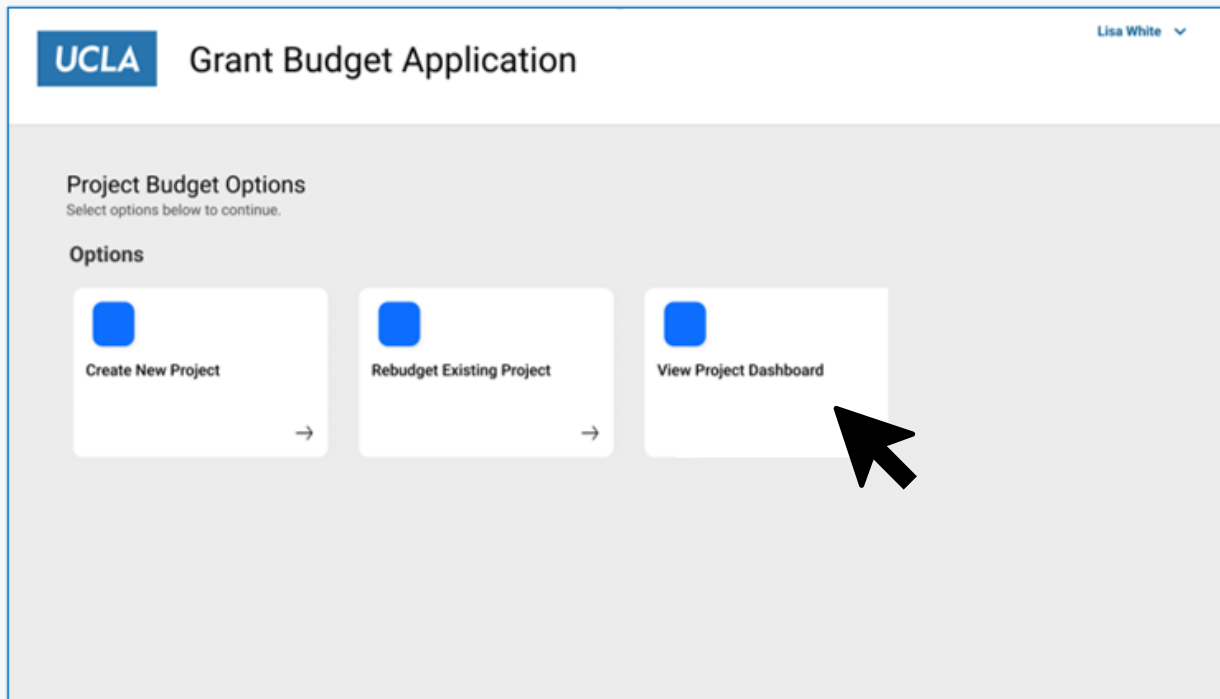 UCLA
Grant Budget Application
Lisa White
Project Budget Options
Select options below to continue.
Options
Create New Project
Rebudget Existing Project
View Project Dashboard